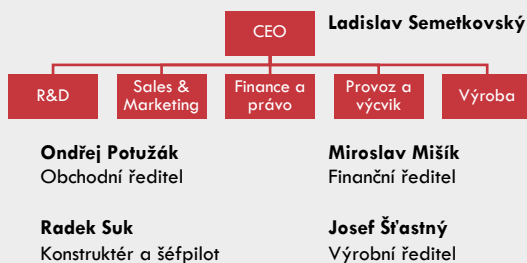 CEO
Ladislav Semetkovský
R&D
Sales &
Marketing
Finance a
právo
Provoz a
výcvik
Výroba
Ondřej Potužák
Obchodní ředitel
Miroslav Mišík
Finanční ředitel
Radek Suk
Konstruktér a šéfpilot
Josef Šťastný
Výrobní ředitel